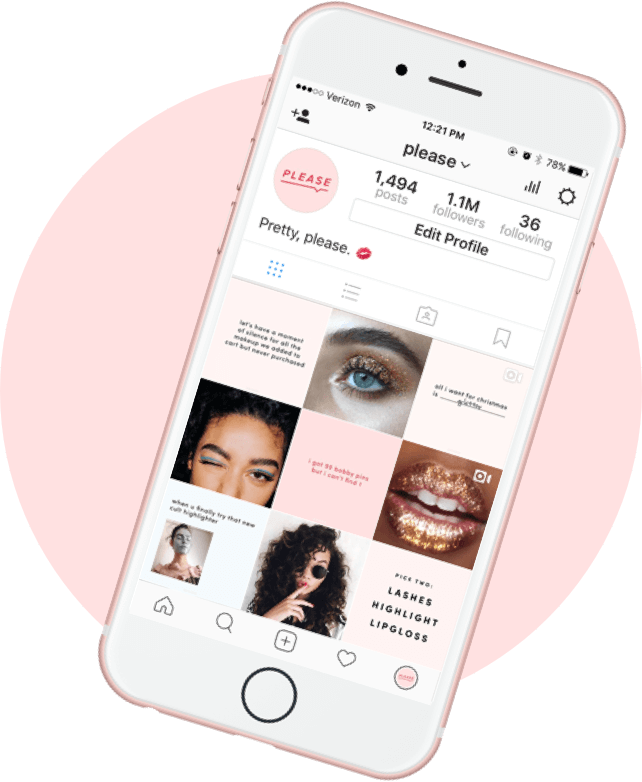 Verizon
12:21 PM
78%
please
PLEASE
1,494
posts
1.1M
followers
36
following
Edit Profile
Pretty, please. 💋
let's have a moment
of silence for all the
makeup we added to
cart but never purchased
all i want for christmas
is glitter
i got 99 bobby pins
but i can't find 1
when u finally try that new
cult highlighter
PICK TWO:
LASHES
HIGHLIGHT
LIPGLOSS
PLEASE